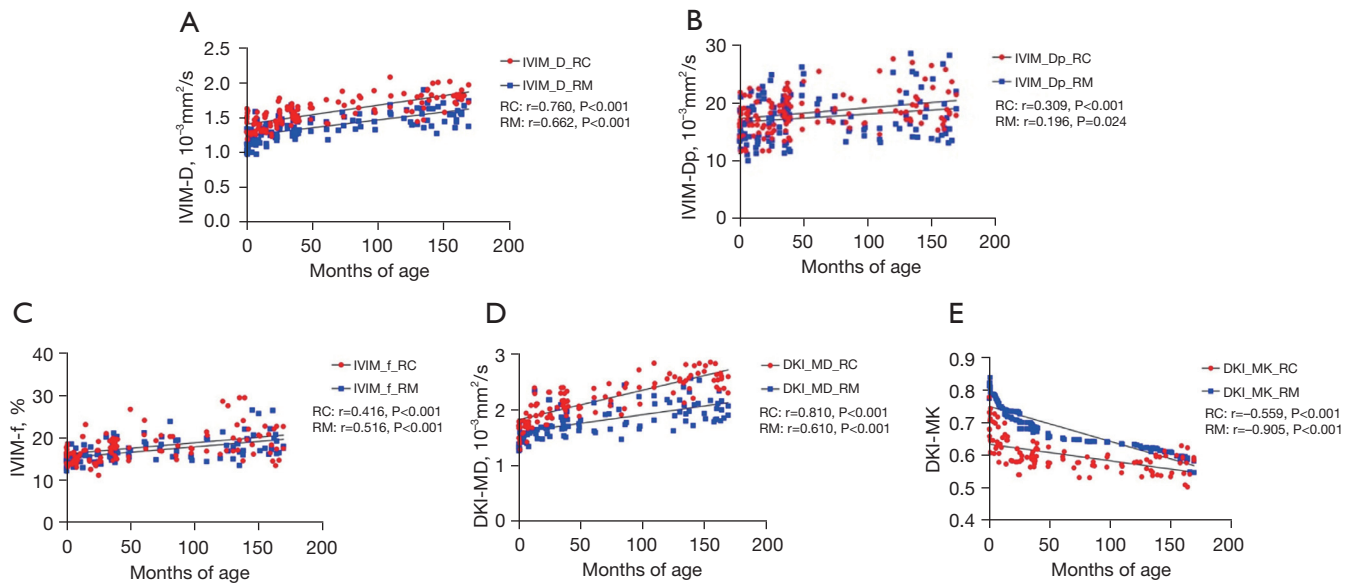 A
2.5
2.0
1.5
1.0
0.5
0.0
0 50 100 150 200
IVIM-D, 10⁻³mm²/s
Months of age
IVIM_D_RC
IVIM_D_RM
RC: r=0.760, P<0.001
RM: r=0.662, P<0.001
B
30
20
10
0
0 50 100 150 200
IVIM-Dp, 10⁻³mm²/s
Months of age
IVIM_Dp_RC
IVIM_Dp_RM
RC: r=0.309, P<0.001
RM: r=0.196, P=0.024
C
40
30
20
10
0
0 50 100 150 200
IVIM-f, %
Months of age
IVIM_f_RC
IVIM_f_RM
RC: r=0.416, P<0.001
RM: r=0.516, P<0.001
D
3
2
1
0
0 50 100 150 200
DKI-MD, 10⁻³mm²/s
Months of age
DKI_MD_RC
DKI_MD_RM
RC: r=0.810, P<0.001
RM: r=0.610, P<0.001
E
0.9
0.8
0.7
0.6
0.5
0.4
0 50 100 150 200
DKI-MK
Months of age
DKI_MK_RC
DKI_MK_RM
RC: r=−0.559, P<0.001
RM: r=−0.905, P<0.001